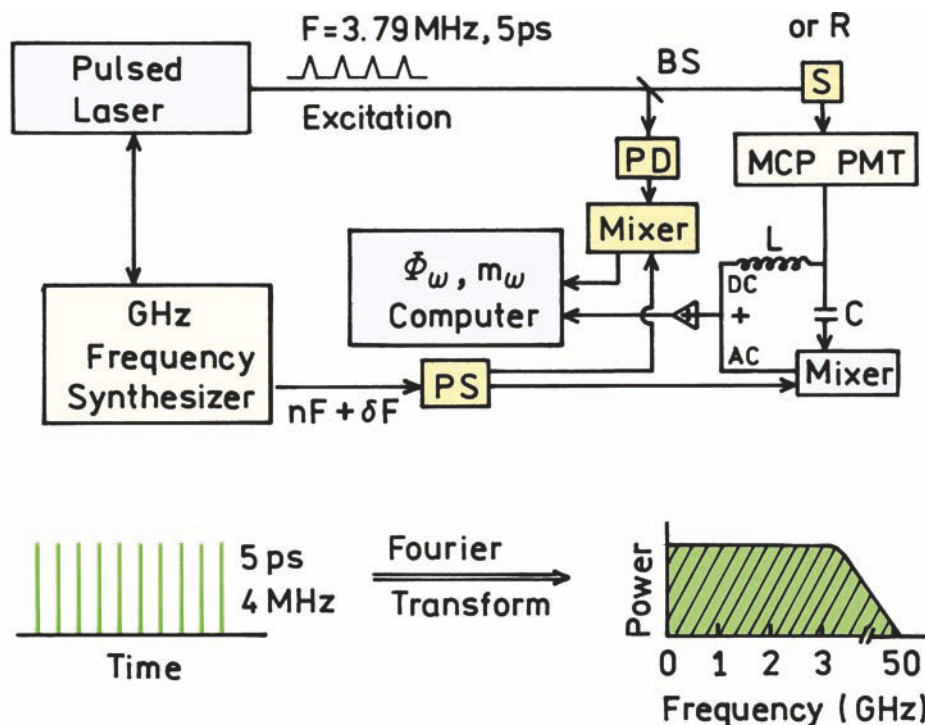 F = 3.79 MHz, 5ps
or R
Pulsed
Laser
BS
S
Excitation
PD
MCP PMT
Mixer
L
Φω, mω
Computer
DC
+
C
AC
Mixer
GHz
Frequency
Synthesizer
PS
nF + δF
5 ps
4 MHz
Time
Fourier
Transform
Power
0 1 2 3 50
Frequency (GHz)